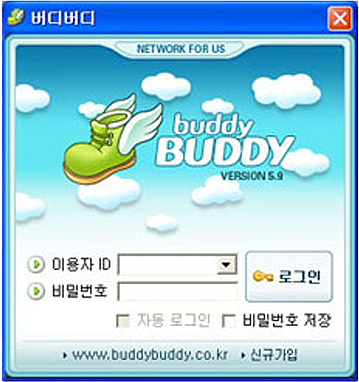 버디버디
NETWORK FOR US
buddy
BUDDY
VERSION 5.9
이용자 ID
비밀번호
로그인
자동 로그인 비밀번호 저장
www.buddybuddy.co.kr 신규가입